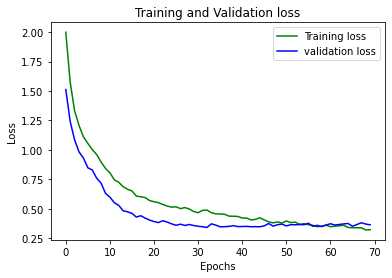 Training and Validation loss
Training loss
validation loss
2.00
1.75
1.50
1.25
1.00
0.75
0.50
0.25
Loss
0 10 20 30 40 50 60 70
Epochs